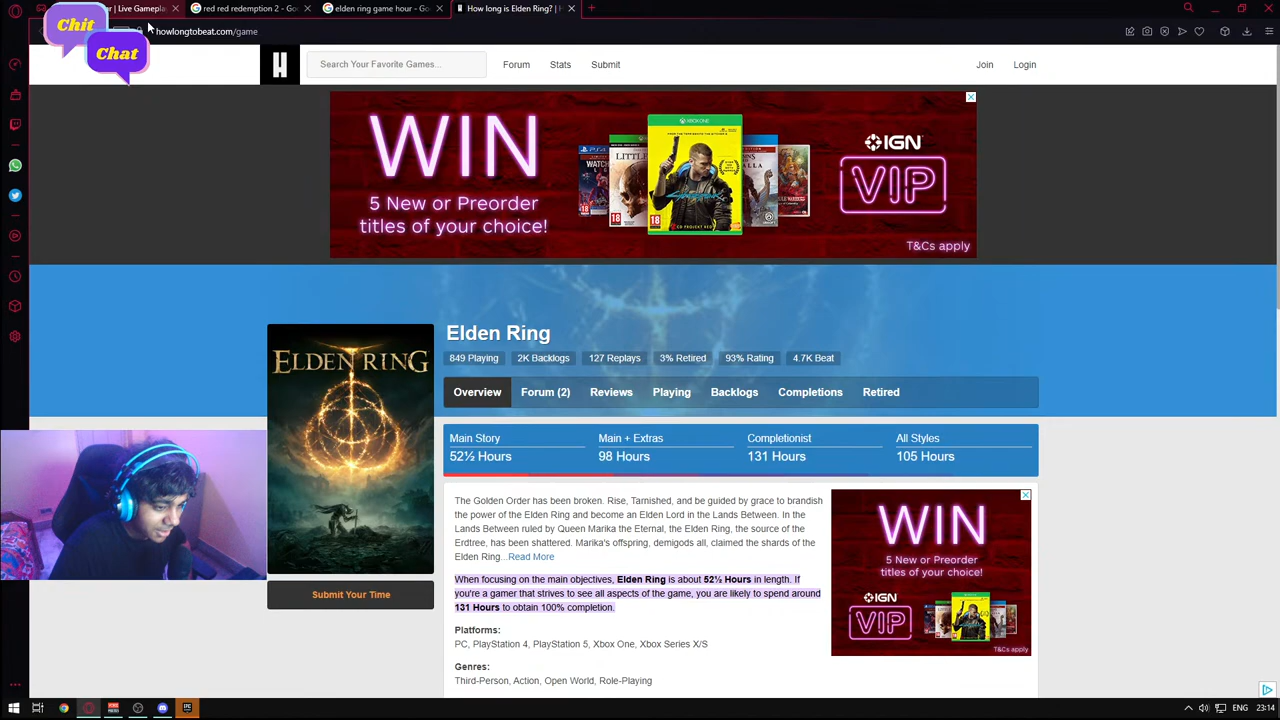 r | Live Gameplay
red red redemption 2 - Go
elden ring game hour - Go
How long is Elden Ring? | H
Chit
Chat
howlongtobeat.com/game
Search Your Favorite Games...
Forum
Stats
Submit
Join
Login
WIN
5 New or Preorder
titles of your choice!
IGN
VIP
T&Cs apply
Elden Ring
849 Playing
2K Backlogs
127 Replays
3% Retired
93% Rating
4.7K Beat
ELDEN RING
Overview
Forum (2)
Reviews
Playing
Backlogs
Completions
Retired
Main Story
52½ Hours
Main + Extras
98 Hours
Completionist
131 Hours
All Styles
105 Hours
The Golden Order has been broken. Rise, Tarnished, and be guided by grace to brandish
the power of the Elden Ring and become an Elden Lord in the Lands Between. In the
Lands Between ruled by Queen Marika the Eternal, the Elden Ring, the source of the
Erdtree, has been shattered. Marika's offspring, demigods all, claimed the shards of the
Elden Ring...Read More
When focusing on the main objectives, Elden Ring is about 52½ Hours in length. If
you're a gamer that strives to see all aspects of the game, you are likely to spend around
131 Hours to obtain 100% completion.
Platforms:
PC, PlayStation 4, PlayStation 5, Xbox One, Xbox Series X/S
Genres:
Third-Person, Action, Open World, Role-Playing
Submit Your Time
WIN
5 New or Preorder
titles of your choice!
IGN
VIP
T&Cs apply
ENG
23:14